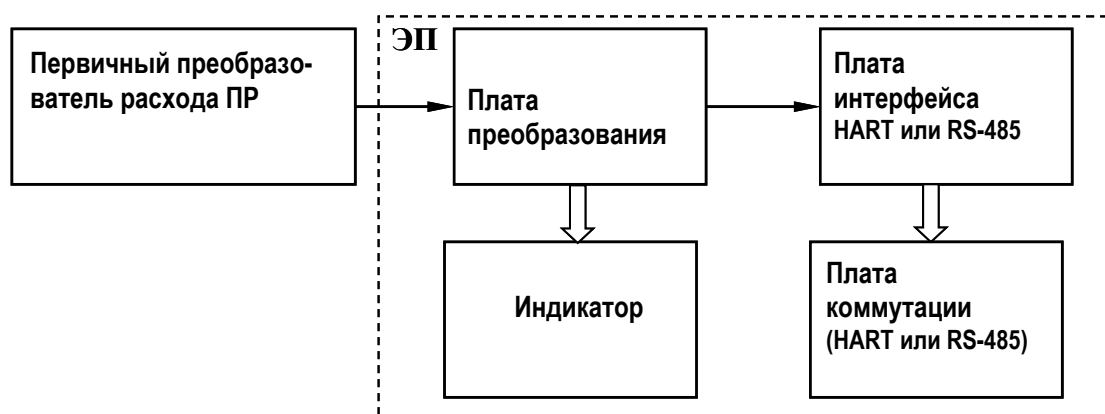 Первичный преобразо-
ватель расхода ПР
ЭП
Плата
преобразования
Плата
интерфейса
HART или RS-485
Индикатор
Плата
коммутации
(HART или RS-485)